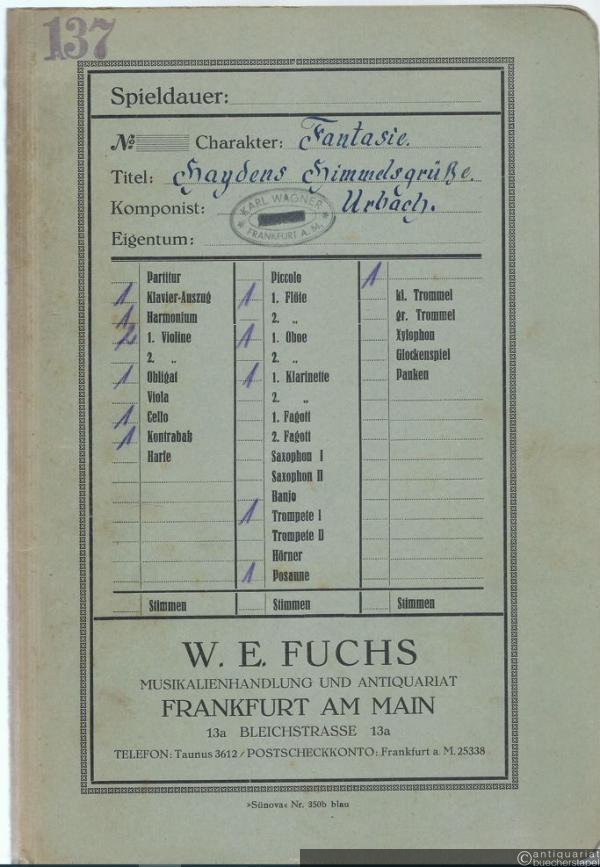 137
Spieldauer:
№ Charakter: Fantasie.
Titel: Haydens Himmelsgrüße.
Komponist: Urbach.
KARL WAGNER
FRANKFURT A. M.
Eigentum:
Partitur
1 Klavier-Auszug
1 Harmonium
2 1. Violine
2. „
1 Obligat
Viola
1 Cello
1 Kontrabaß
Harfe
Stimmen
Piccolo
1 1. Flöte
2. „
1 1. Oboe
2. „
1 1. Klarinette
2. „
1. Fagott
2. Fagott
Saxophon I
Saxophon II
Banjo
1 Trompete I
Trompete II
Hörner
1 Posaune
Stimmen
1
kl. Trommel
gr. Trommel
Xylophon
Glockenspiel
Pauken
Stimmen
W. E. FUCHS
MUSIKALIENHANDLUNG UND ANTIQUARIAT
FRANKFURT AM MAIN
13a BLEICHSTRASSE 13a
TELEFON: Taunus 3612 / POSTSCHECKKONTO: Frankfurt a. M. 25338
»Sünova« Nr. 350b blau
antiquariat
buecherstapel